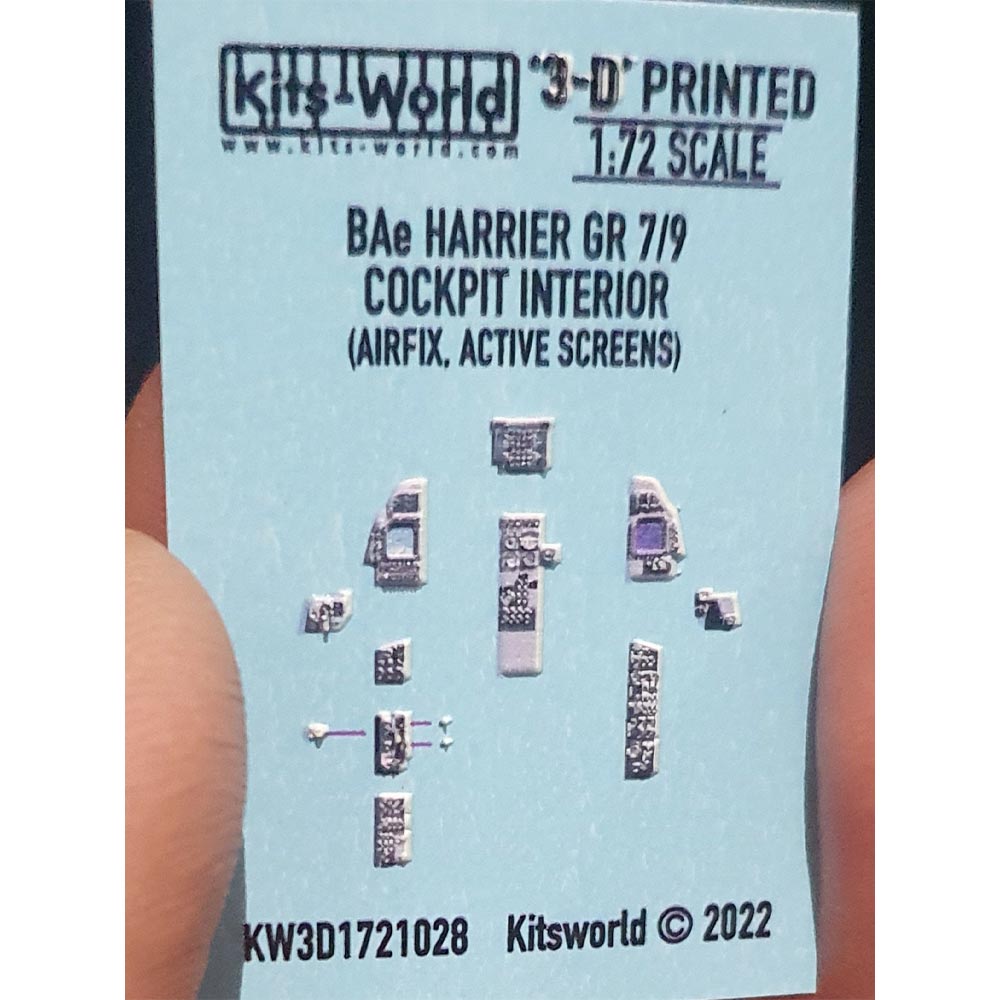 Kits-World
www.kits-world.com
"3-D" PRINTED
1:72 SCALE
BAe HARRIER GR 7/9
COCKPIT INTERIOR
(AIRFIX, ACTIVE SCREENS)
KW3D1721028 Kitsworld © 2022